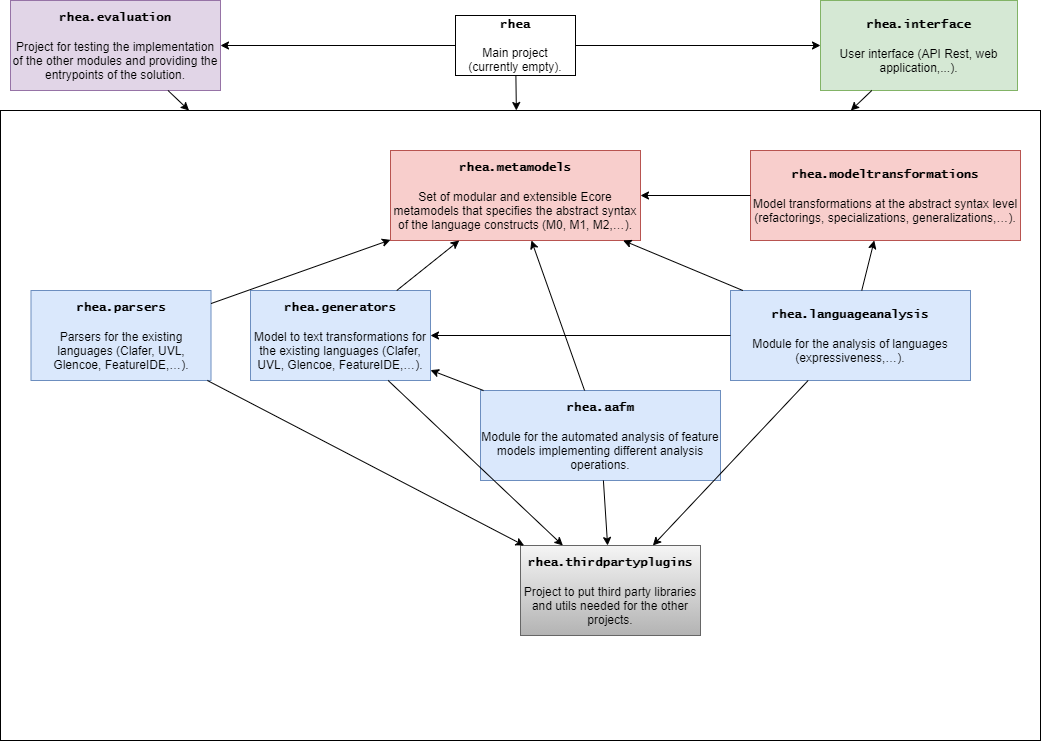 rhea.evaluation
Project for testing the implementation
of the other modules and providing the
entrypoints of the solution.
rhea
Main project
(currently empty).
rhea.interface
User interface (API Rest, web
application,...).
rhea.metamodels
Set of modular and extensible Ecore
metamodels that specifies the abstract syntax
of the language constructs (M0, M1, M2,…).
rhea.modeltransformations
Model transformations at the abstract syntax level
(refactorings, specializations, generalizations,…).
rhea.parsers
Parsers for the existing
languages (Clafer, UVL,
Glencoe, FeatureIDE,…).
rhea.generators
Model to text transformations for
the existing languages (Clafer,
UVL, Glencoe, FeatureIDE,…).
rhea.languageanalysis
Module for the analysis of languages
(expressiveness,…).
rhea.aafm
Module for the automated analysis of feature
models implementing different analysis
operations.
rhea.thirdpartyplugins
Project to put third party libraries
and utils needed for the other
projects.